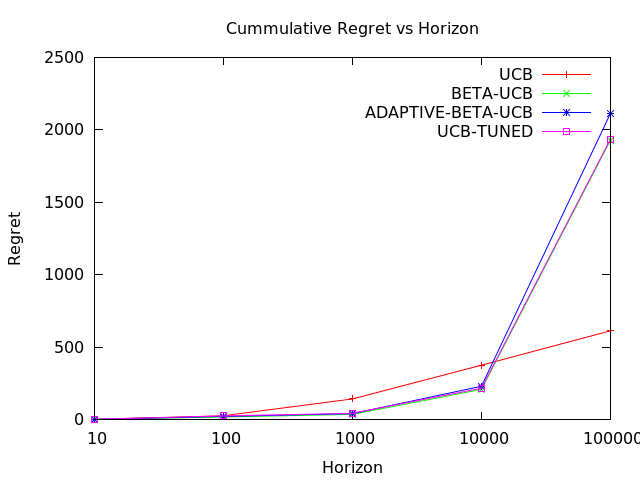 Cummulative Regret vs Horizon
2500
2000
1500
1000
500
0
Regret
UCB
BETA-UCB
ADAPTIVE-BETA-UCB
UCB-TUNED
10 100 1000 10000 100000
Horizon